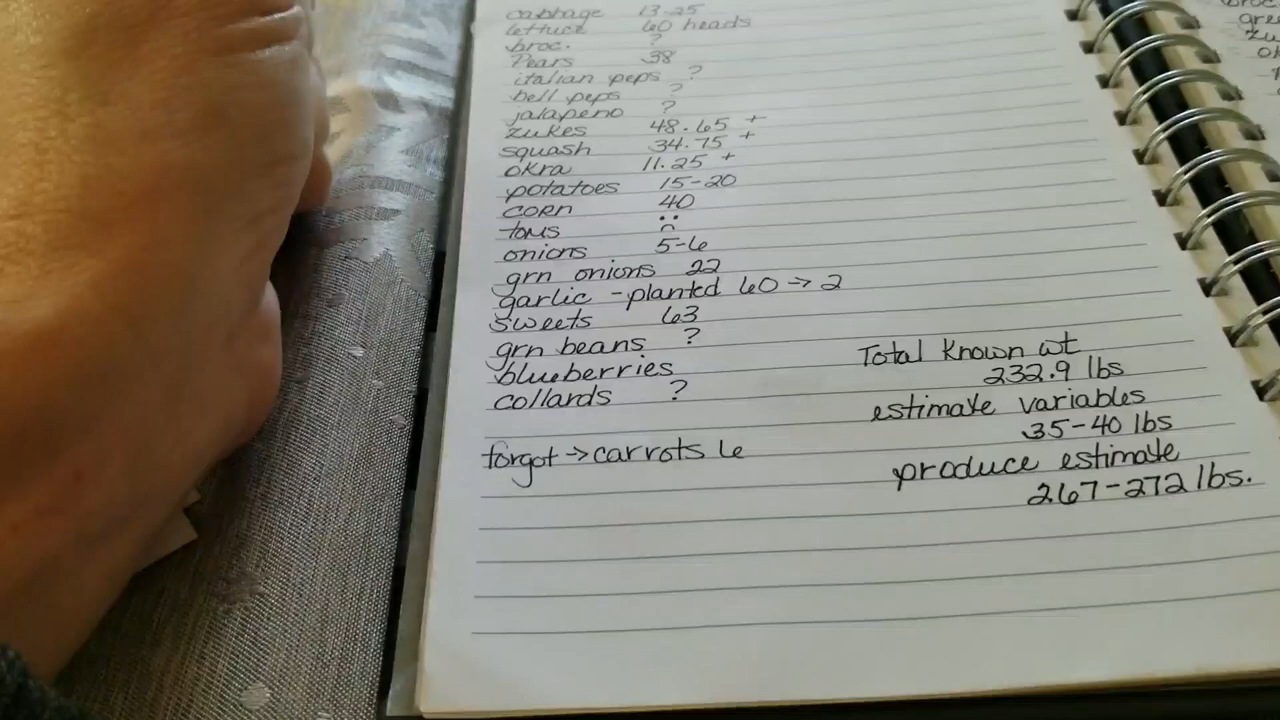 cabbage 13-25
lettuce 60 heads
broc. ?
Pears 38
italian peps ?
bell peps ?
jalapeno ?
zukes 48.65 +
squash 34.75 +
okra 11.25 +
potatoes 15-20
corn 40
toms :(
onions 5-6
grn onions 22
garlic - planted 60 → 2
sweets 63
grn beans ?
blueberries
collards ?
forgot → carrots 6
Total Known wt
232.9 lbs
estimate variables
35-40 lbs
produce estimate
267-272 lbs.